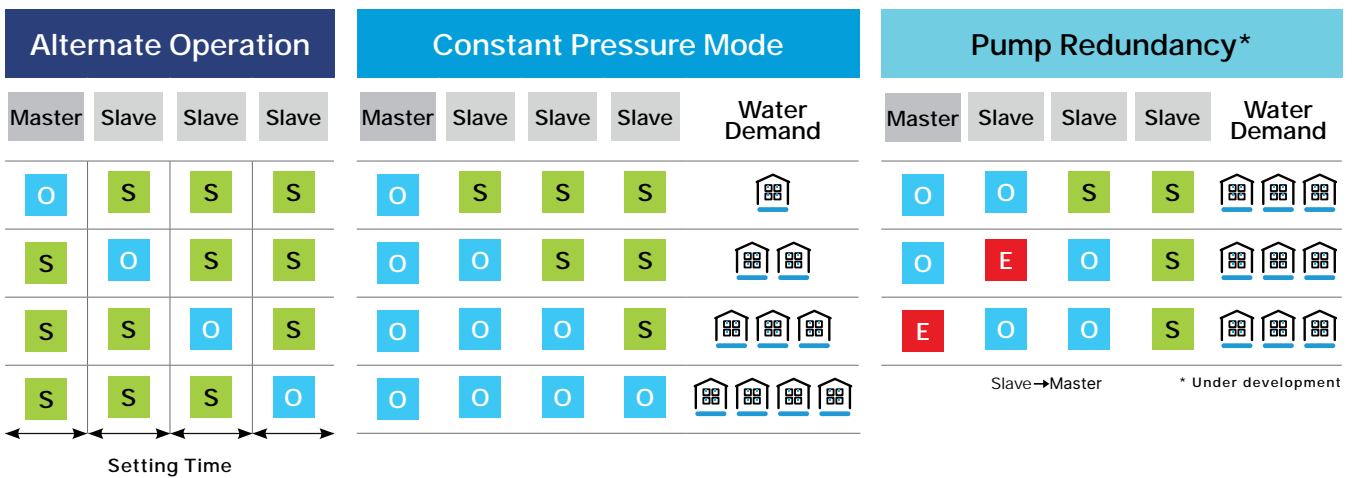 Alternate Operation
Master Slave Slave Slave
O S S S
S O S S
S S O S
S S S O
Setting Time
Constant Pressure Mode
Master Slave Slave Slave Water
Demand
O S S S
O O S S
O O O S
O O O O
Pump Redundancy*
Master Slave Slave Slave Water
Demand
O O S S
O E O S
E O O S
Slave→Master * Under development